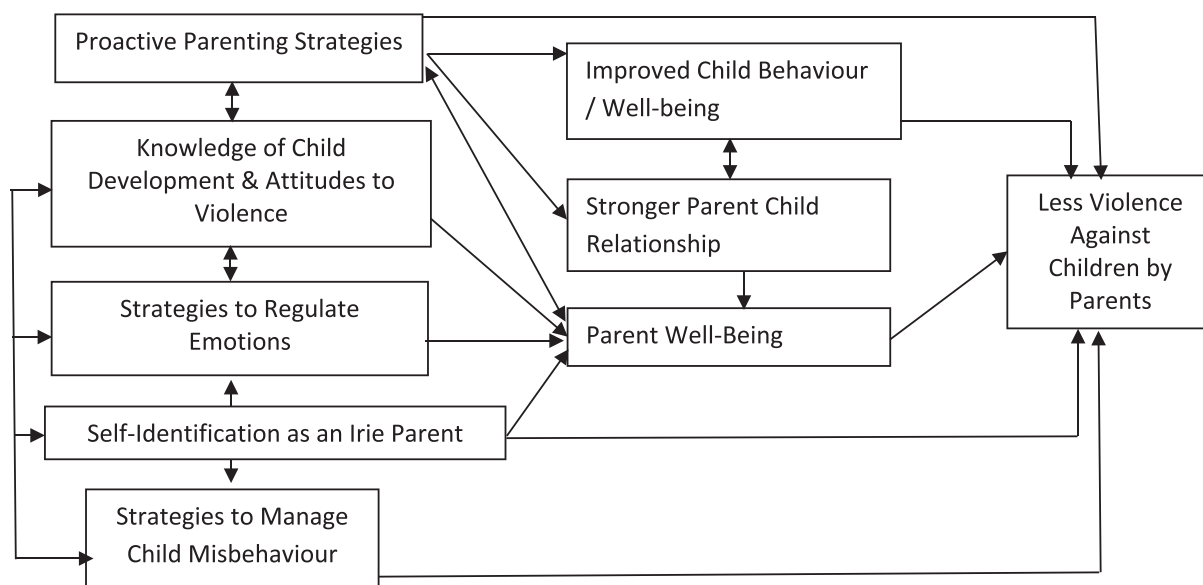 Proactive Parenting Strategies
Knowledge of Child
Development & Attitudes to
Violence
Strategies to Regulate
Emotions
Self-Identification as an Irie Parent
Strategies to Manage
Child Misbehaviour
Improved Child Behaviour
/ Well-being
Stronger Parent Child
Relationship
Parent Well-Being
Less Violence
Against
Children by
Parents